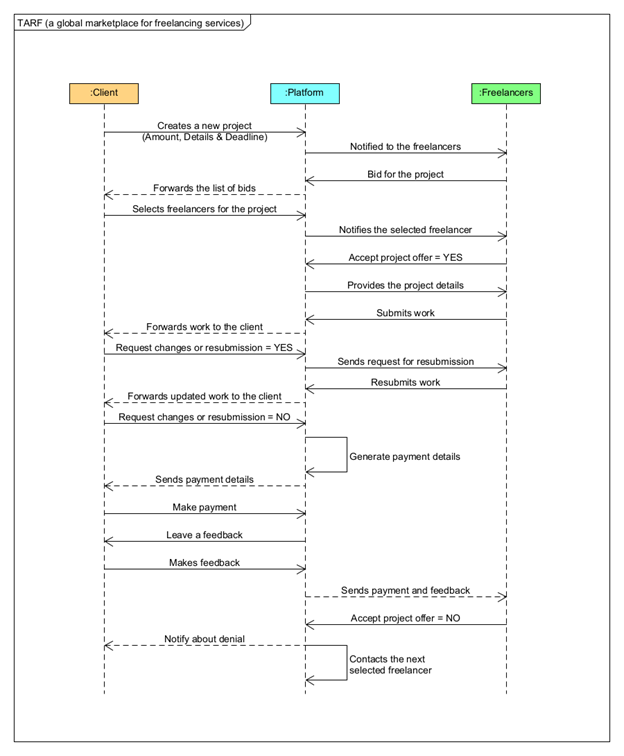 TARF (a global marketplace for freelancing services)
:Client
:Platform
:Freelancers
Creates a new project
(Amount, Details & Deadline)
Notified to the freelancers
Bid for the project
Forwards the list of bids
Selects freelancers for the project
Notifies the selected freelancer
Accept project offer = YES
Provides the project details
Submits work
Forwards work to the client
Request changes or resubmission = YES
Sends request for resubmission
Resubmits work
Forwards updated work to the client
Request changes or resubmission = NO
Generate payment details
Sends payment details
Make payment
Leave a feedback
Makes feedback
Sends payment and feedback
Accept project offer = NO
Notify about denial
Contacts the next
selected freelancer